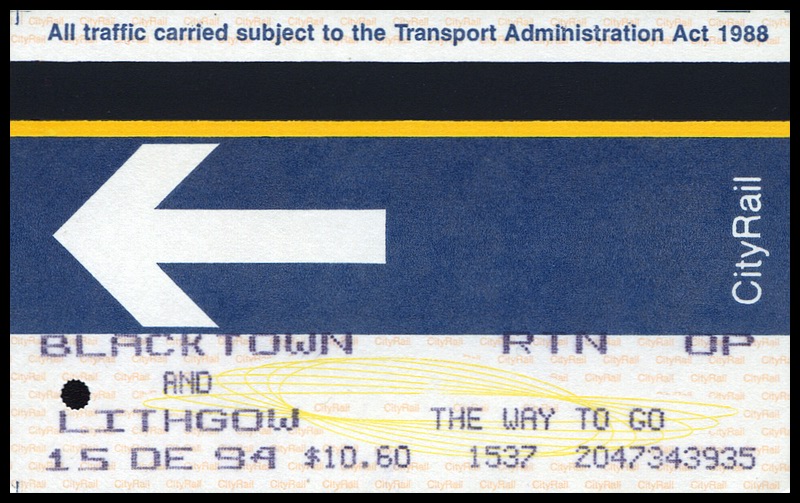 All traffic carried subject to the Transport Administration Act 1988
CityRail
BLACKTOWN RTN OP
AND
LITHGOW THE WAY TO GO
15 DE 94 $10.60 1537 2047343935